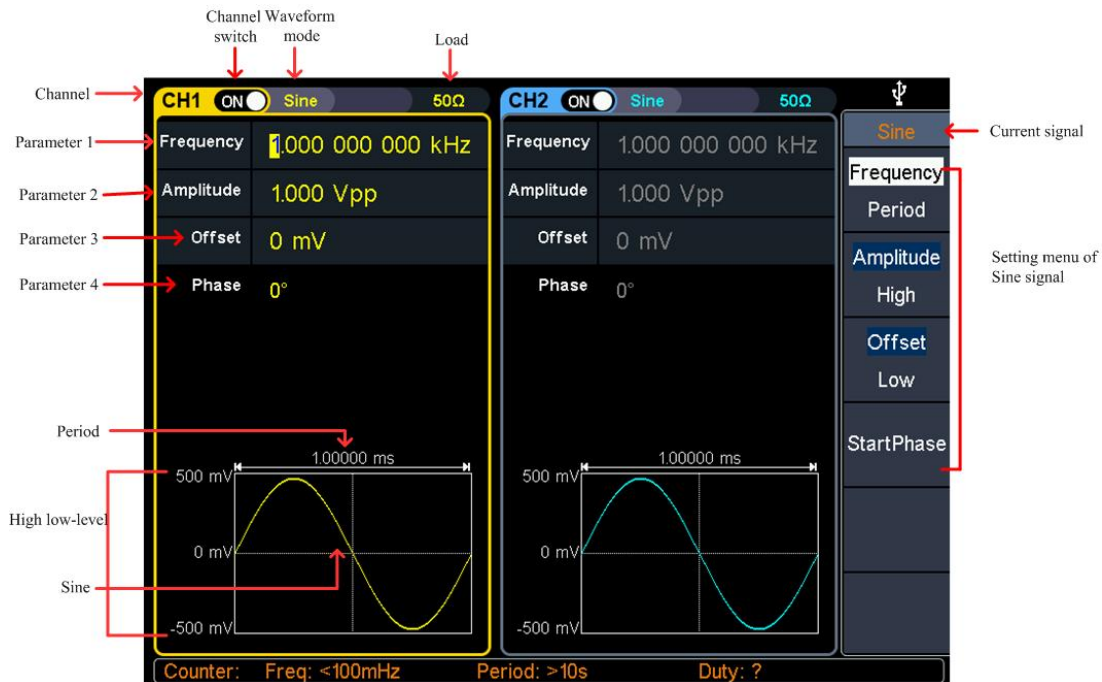 Channel switch
Waveform mode
Load
Channel
CH1 ON Sine 50Ω
CH2 ON Sine 50Ω
Sine
Current signal
Parameter 1
Frequency 1.000 000 000 kHz
Frequency 1.000 000 000 kHz
Frequency
Period
Parameter 2
Amplitude 1.000 Vpp
Amplitude 1.000 Vpp
Parameter 3
Offset 0 mV
Offset 0 mV
Amplitude
High
Setting menu of
Sine signal
Parameter 4
Phase 0°
Phase 0°
Offset
Low
StartPhase
Period
1.00000 ms
1.00000 ms
500 mV
500 mV
High low-level
0 mV
0 mV
Sine
-500 mV
-500 mV
Counter: Freq: <100mHz Period: >10s Duty: ?